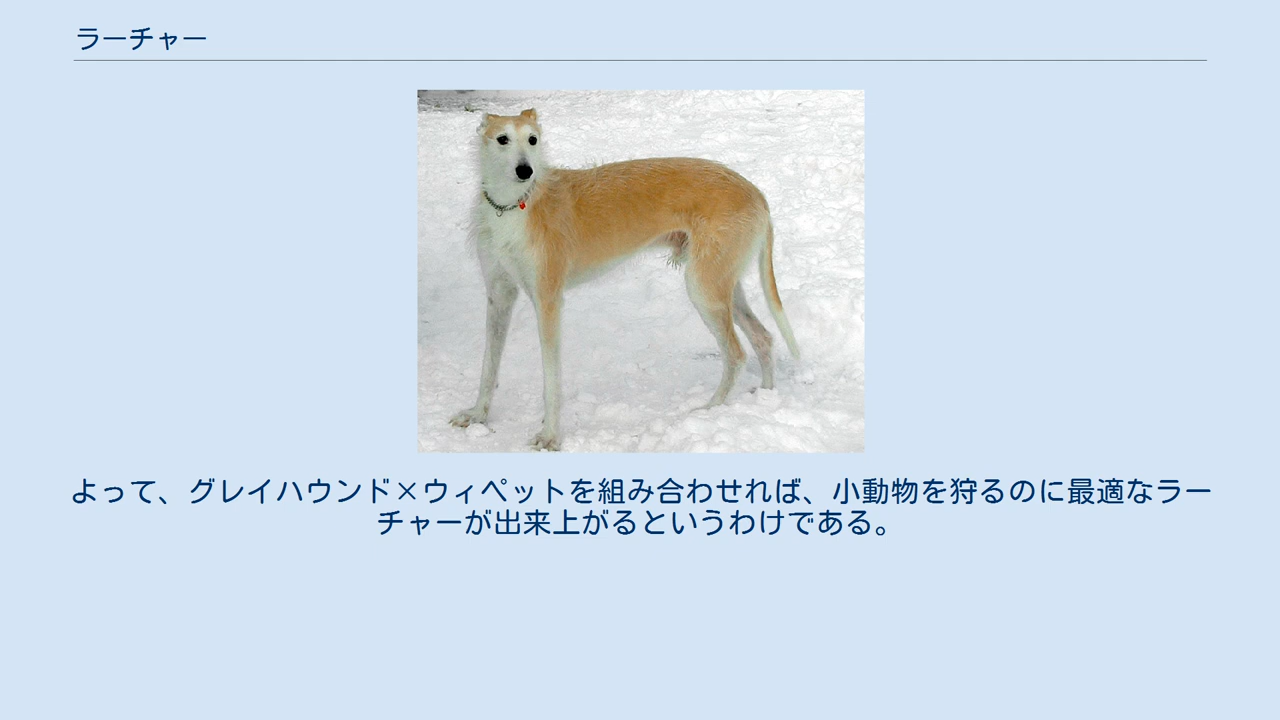 ラーチャー
よって、グレイハウンド×ウィペットを組み合わせれば、小動物を狩るのに最適なラー
チャーが出来上がるというわけである。